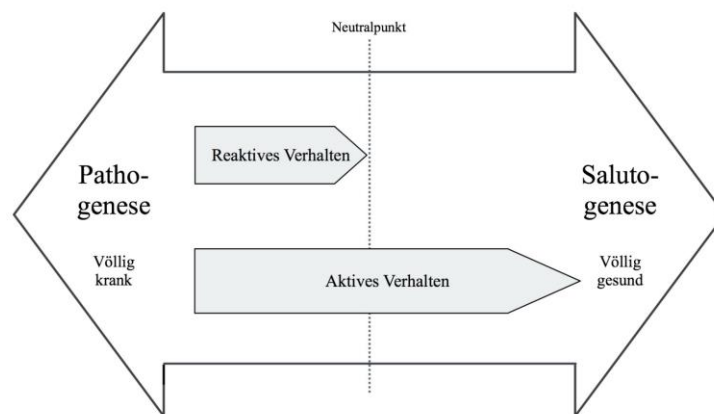 Neutralpunkt
Reaktives Verhalten
Patho-
genese
Saluto-
genese
Völlig
krank
Aktives Verhalten
Völlig
gesund